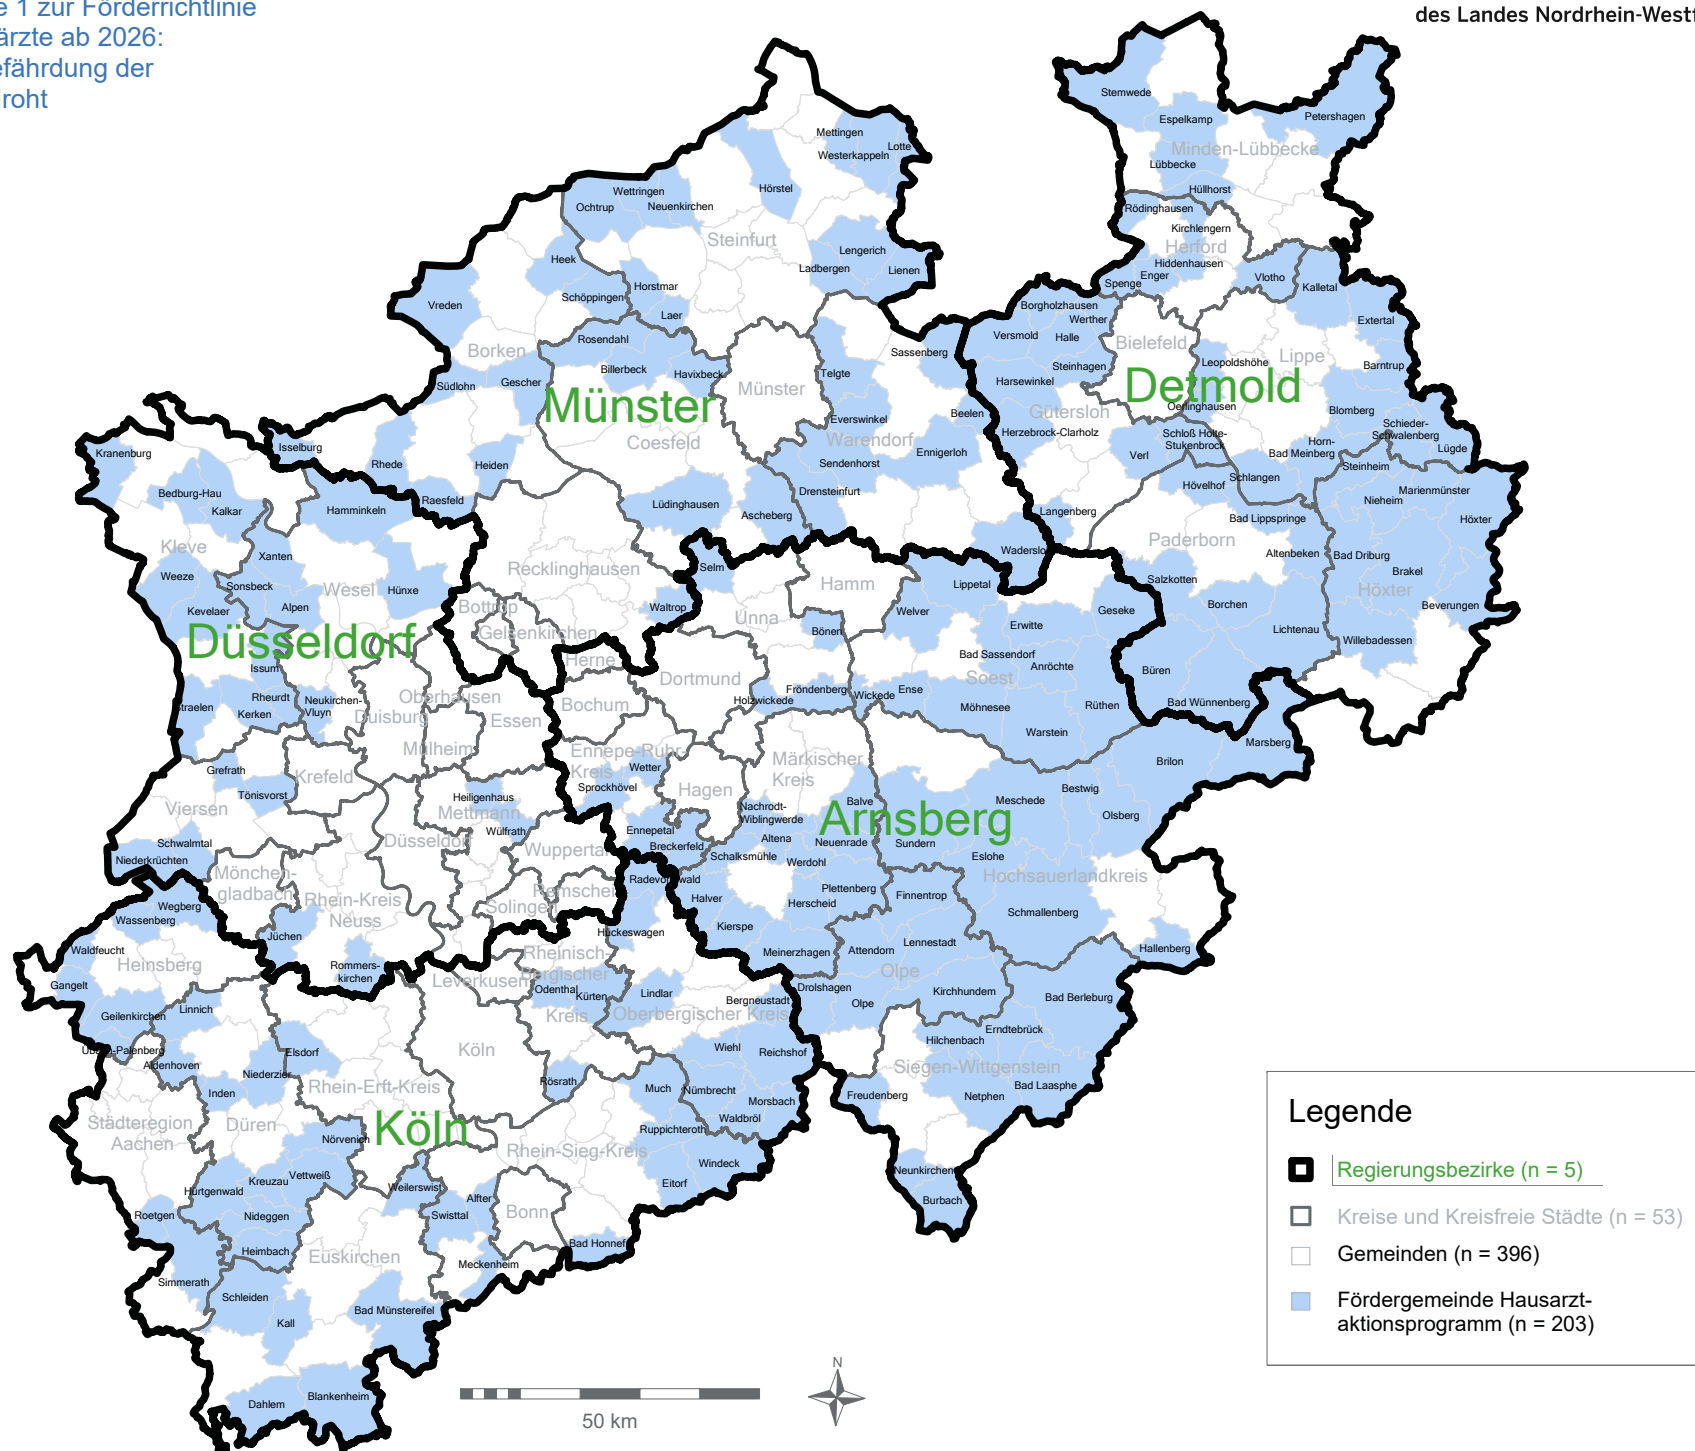 e 1 zur Förderrichtlinie
ärzte ab 2026:
efährdung der
droht
des Landes Nordrhein-Westf
Stemwede
Espelkamp
Petershagen
Minden-Lübbecke
Lübbecke
Hüllhorst
Rödinghausen
Kirchlengern
Herford
Hiddenhausen
Enger
Spenge
Vlotho
Kalletal
Extertal
Mettingen
Westerkappeln
Lotte
Hörstel
Wettringen
Ochtrup
Neuenkirchen
Steinfurt
Lengerich
Ladbergen
Lienen
Heek
Schöppingen
Horstmar
Laer
Vreden
Borken
Rosendahl
Billerbeck
Havixbeck
Südlohn
Gescher
Münster
Münster
Coesfeld
Telgte
Sassenberg
Everswinkel
Beelen
Warendorf
Ennigerloh
Sendenhorst
Drensteinfurt
Lüdinghausen
Ascheberg
Waderslo
Borgholzhausen
Werther
Versmold
Halle
Bielefeld
Steinhagen
Harsewinkel
Gütersloh
Herzebrock-Clarholz
Leopoldshöhe
Lippe
Barntrup
Detmold
Oerlinghausen
Blomberg
Schieder-
Schwalenberg
Lügde
Horn-
Bad Meinberg
Schloß Holte-
Stukenbrock
Verl
Schlangen
Hövelhof
Langenberg
Steinheim
Nieheim
Marienmünster
Höxter
Bad Lippspringe
Paderborn
Altenbeken
Bad Driburg
Brakel
Höxter
Beverungen
Salzkotten
Borchen
Lichtenau
Willebadessen
Büren
Bad Wünnenberg
Isselburg
Rhede
Heiden
Raesfeld
Kranenburg
Bedburg-Hau
Kalkar
Hamminkeln
Kleve
Xanten
Weeze
Sonsbeck
Wesel
Hünxe
Kevelaer
Alpen
Düsseldorf
Issum
Rheurdt
Kerken
Neukirchen-
Vluyn
traelen
Recklinghausen
Bottrop
Gelsenkirchen
Waltrop
Selm
Herne
Oberhausen
Duisburg
Essen
Mülheim
Bochum
Dortmund
Unna
Hamm
Bönen
Holzwickede
Fröndenberg
Lippetal
Welver
Geseke
Erwitte
Bad Sassendorf
Anröchte
Soest
Wickede
Ense
Möhnesee
Rüthen
Warstein
Grefrath
Krefeld
Tönisvorst
Viersen
Schwalmtal
Niederkrüchten
Mönchen-
gladbach
Rhein-Kreis
Neuss
Jüchen
Rommers-
kirchen
Heiligenhaus
Mettmann
Wülfrath
Düsseldorf
Wupperta
Remschei
Solingen
Ennepe-Ruhr-
Kreis
Wetter
Sprockhövel
Hagen
Ennepetal
Breckerfeld
Märkischer
Kreis
Nachrodt-
Wiblingwerde
Balve
Altena
Neuenrade
Schalksmühle
Werdohl
Plettenberg
Halver
Herscheid
Kierspe
Meinerzhagen
Arnsberg
Sundern
Meschede
Bestwig
Olsberg
Brilon
Marsberg
Eslohe
Hochsauerlandkreis
Schmallenberg
Hallenberg
Finnentrop
Attendorn
Lennestadt
Olpe
Drolshagen
Olpe
Kirchhundem
Bad Berleburg
Erndtebrück
Hilchenbach
Siegen-Wittgenstein
Bad Laasphe
Netphen
Freudenberg
Neunkirchen
Burbach
Wegberg
Wassenberg
Waldfeucht
Heinsberg
Gangelt
Geilenkirchen
Linnich
Aldenhoven
Niederzier
Inden
Elsdorf
Rhein-Erft-Kreis
Städteregion
Aachen
Düren
Nörvenich
Köln
Köln
Leverkusen
Rheinisch-
Bergischer
Kreis
Odenthal
Kürten
Rösrath
Hückeswagen
Lindlar
Bergneustadt
Oberbergischer Kreis
Wiehl
Reichshof
Much
Nümbrecht
Morsbach
Waldbröl
Ruppichteroth
Rhein-Sieg-Kreis
Windeck
Eitorf
Hürtgenwald
Kreuzau
Vettweiß
Nideggen
Weilerswist
Swisttal
Alfter
Bonn
Bad Honnef
Meckenheim
Roetgen
Heimbach
Euskirchen
Simmerath
Schleiden
Kall
Bad Münstereifel
Dahlem
Blankenheim
50 km
N
Legende
Regierungsbezirke (n = 5)
Kreise und Kreisfreie Städte (n = 53)
Gemeinden (n = 396)
Fördergemeinde Hausarzt-
aktionsprogramm (n = 203)